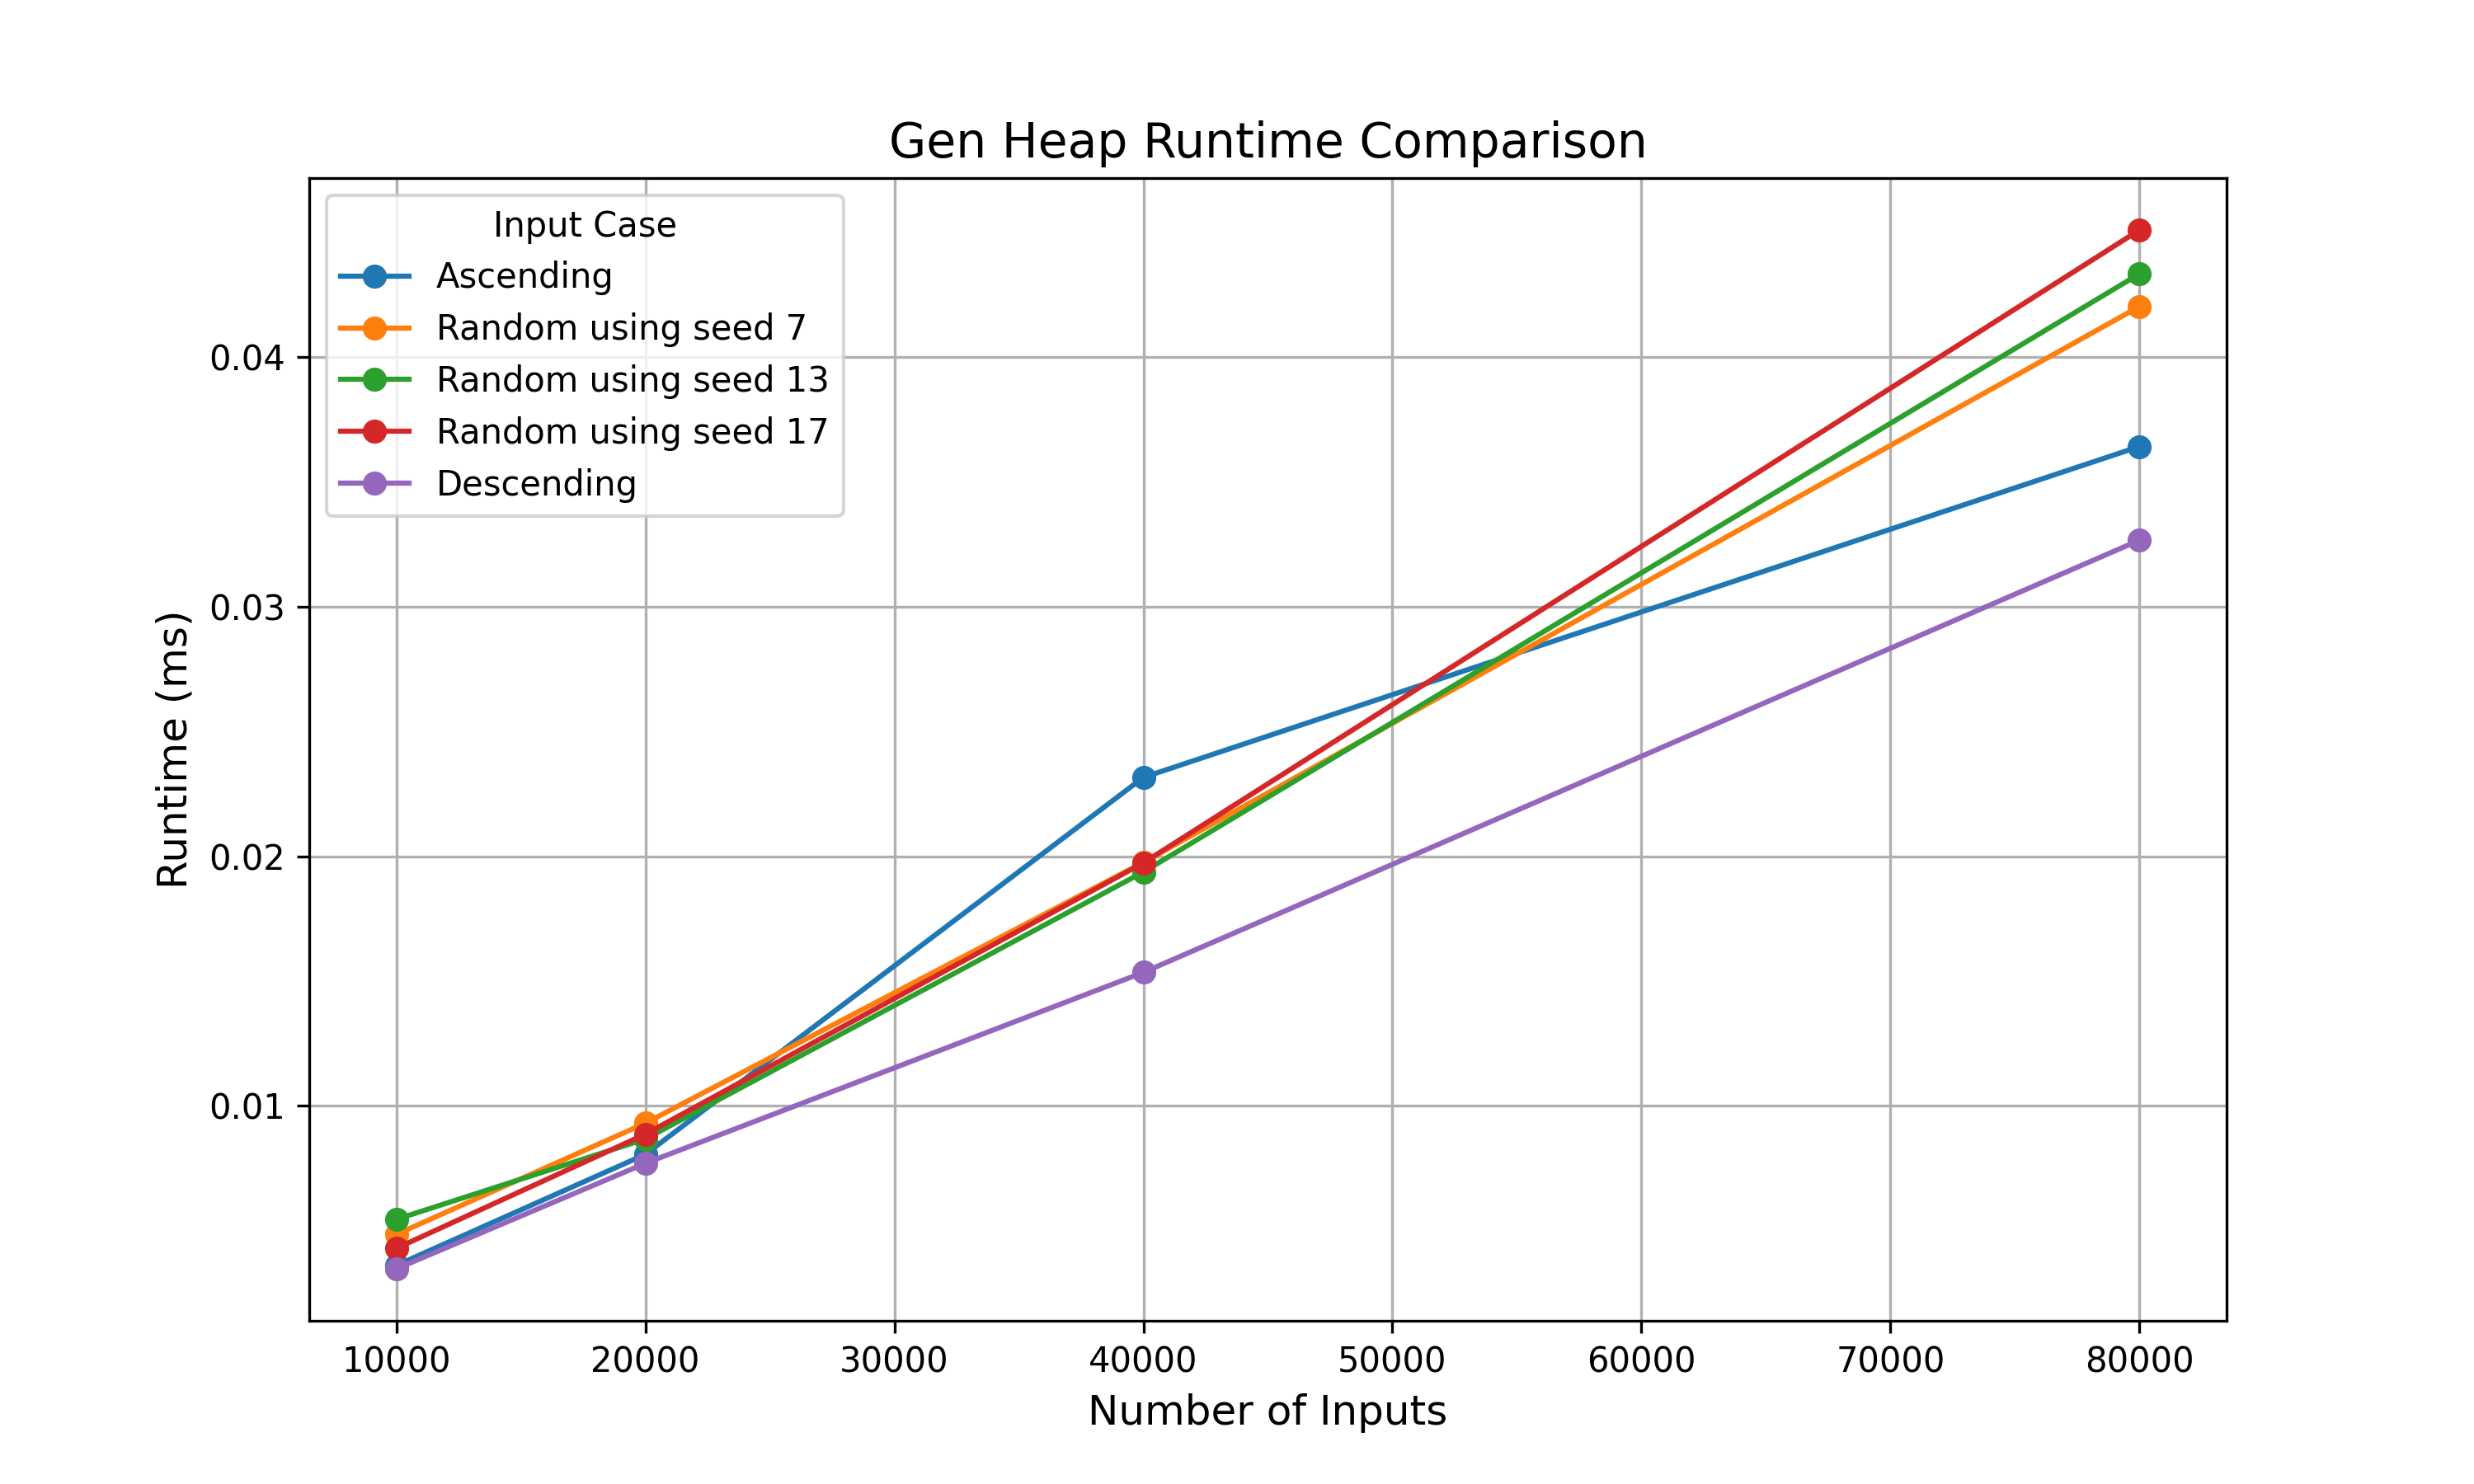 Gen Heap Runtime Comparison
Input Case
Ascending
Random using seed 7
Random using seed 13
Random using seed 17
Descending
Runtime (ms)
0.04
0.03
0.02
0.01
10000 20000 30000 40000 50000 60000 70000 80000
Number of Inputs